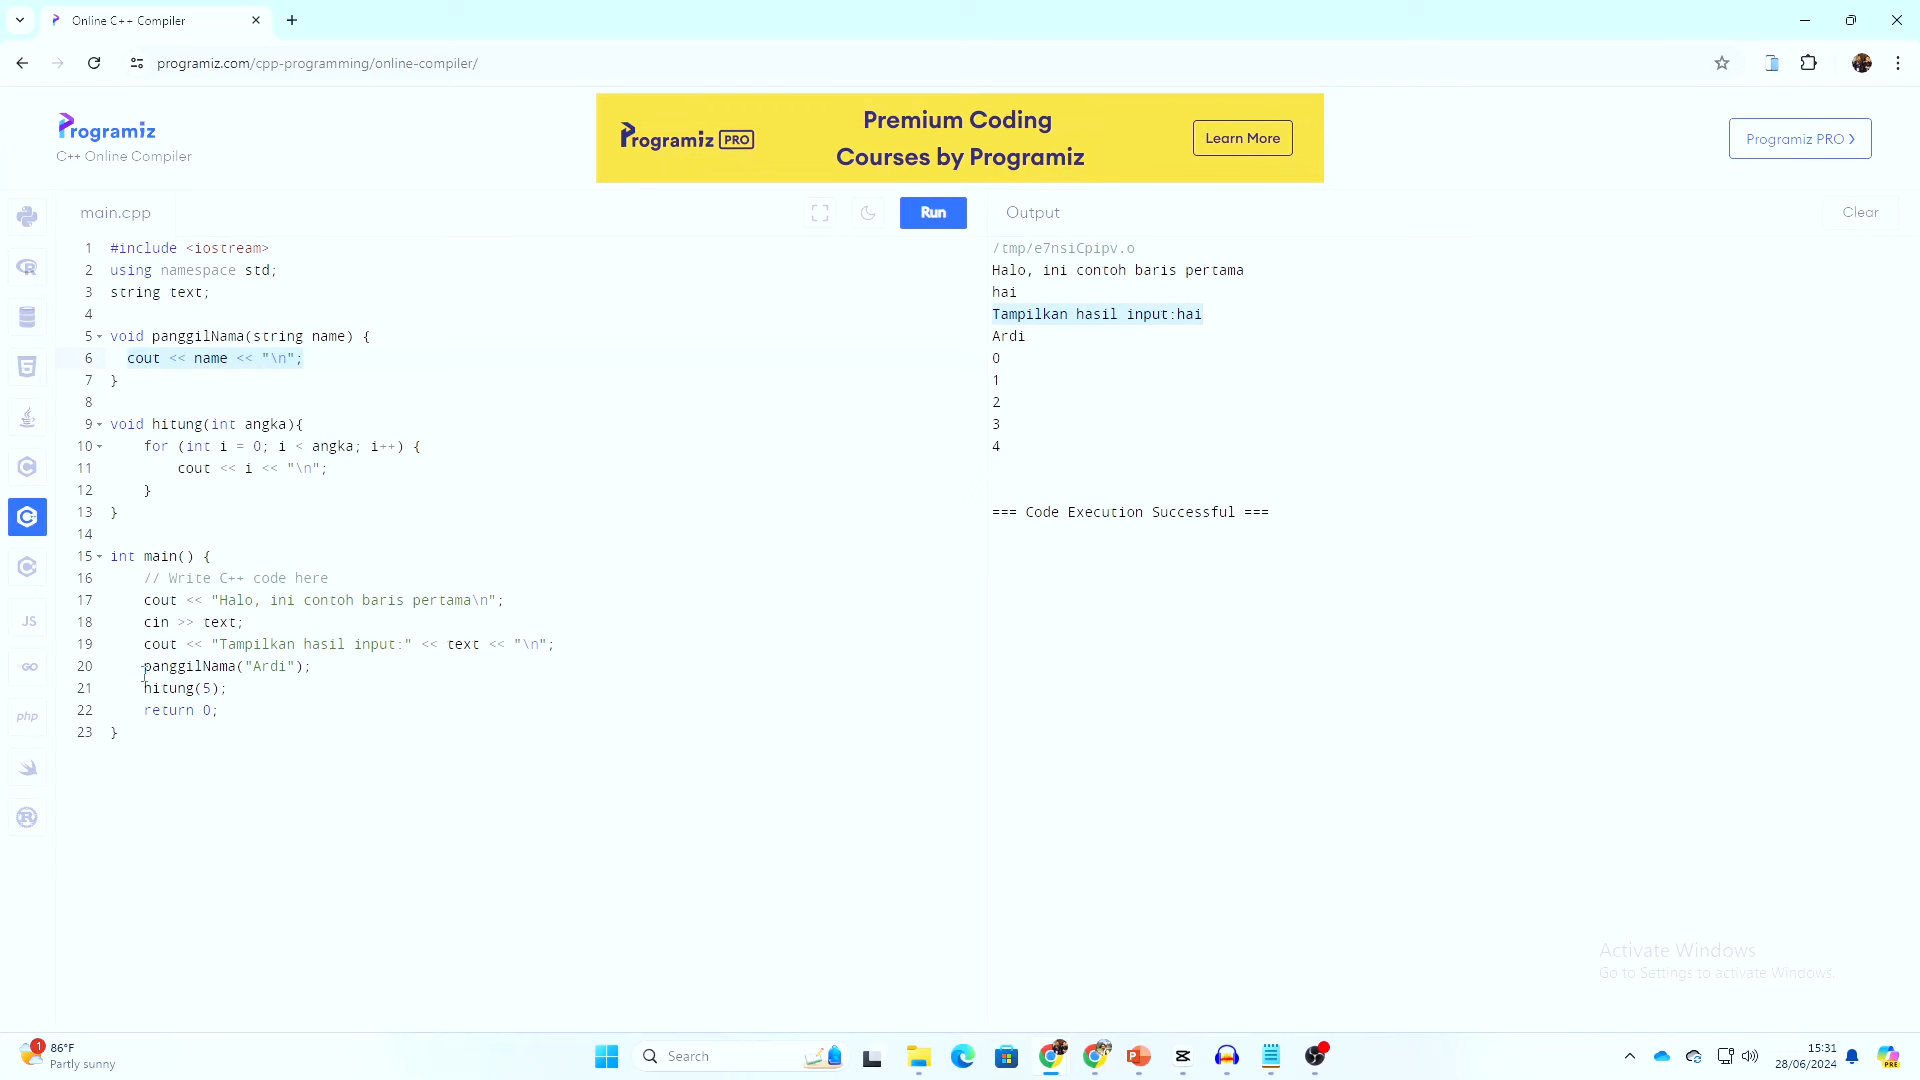 Online C++ Compiler
programiz.com/cpp-programming/online-compiler/
Programiz
C++ Online Compiler
Programiz PRO
Premium Coding
Courses by Programiz
Learn More
Programiz PRO >
main.cpp
Run
Output
Clear
1 #include <iostream>
2 using namespace std;
3 string text;
4
5 void panggilNama(string name) {
6 cout << name << "\n";
7 }
8
9 void hitung(int angka){
10 for (int i = 0; i < angka; i++) {
11 cout << i << "\n";
12 }
13 }
14
15 int main() {
16 // Write C++ code here
17 cout << "Halo, ini contoh baris pertama\n";
18 cin >> text;
19 cout << "Tampilkan hasil input:" << text << "\n";
20 panggilNama("Ardi");
21 hitung(5);
22 return 0;
23 }
/tmp/e7nsiCpipv.o
Halo, ini contoh baris pertama
hai
Tampilkan hasil input:hai
Ardi
0
1
2
3
4
=== Code Execution Successful ===
JS
GO
php
Activate Windows
Go to Settings to activate Windows.
1
86°F
Partly sunny
Search
15:31
28/06/2024
PRE